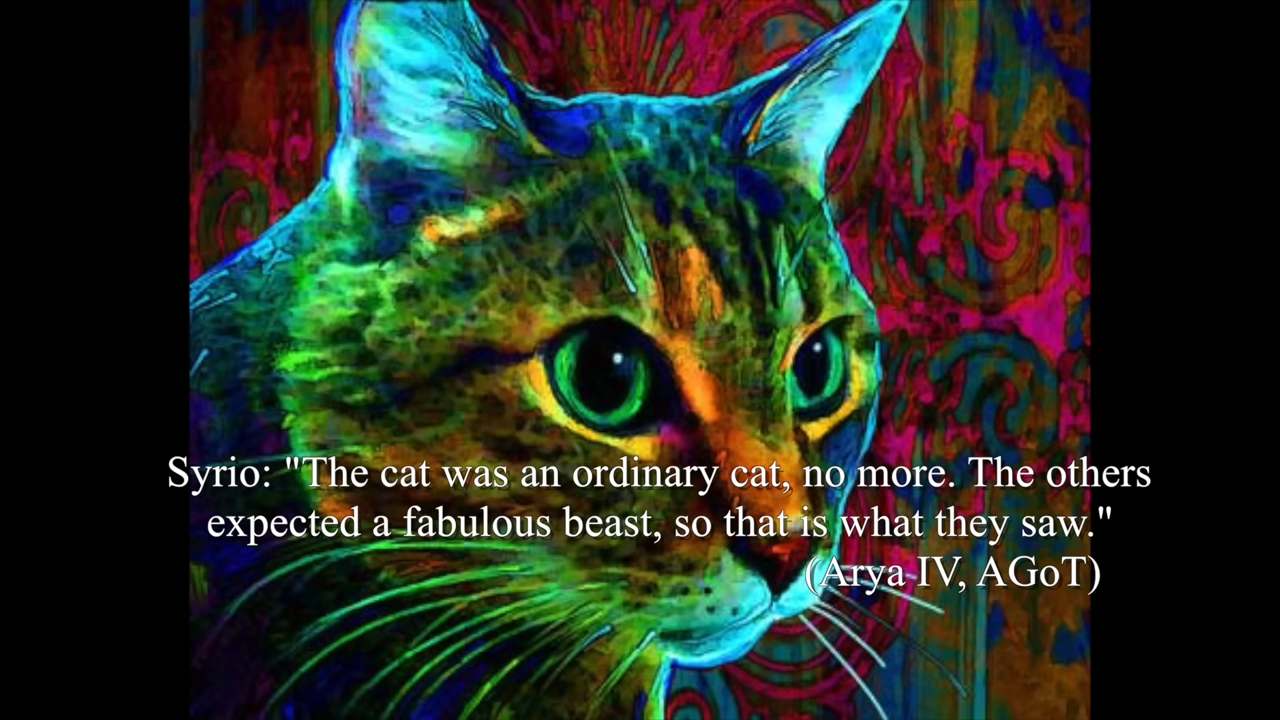 Syrio: "The cat was an ordinary cat, no more. The others
expected a fabulous beast, so that is what they saw."
(Arya IV, AGoT)